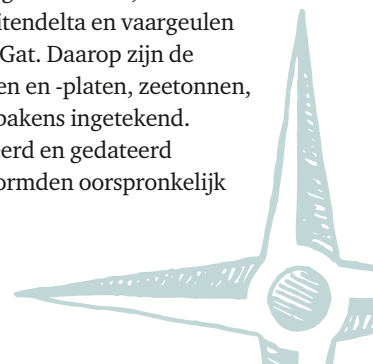 itendelta en vaargeulen
Gat. Daarop zijn de
en en -platen, zeetonnen,
bakens ingetekend.
eerd en gedateerd
ormden oorspronkelijk